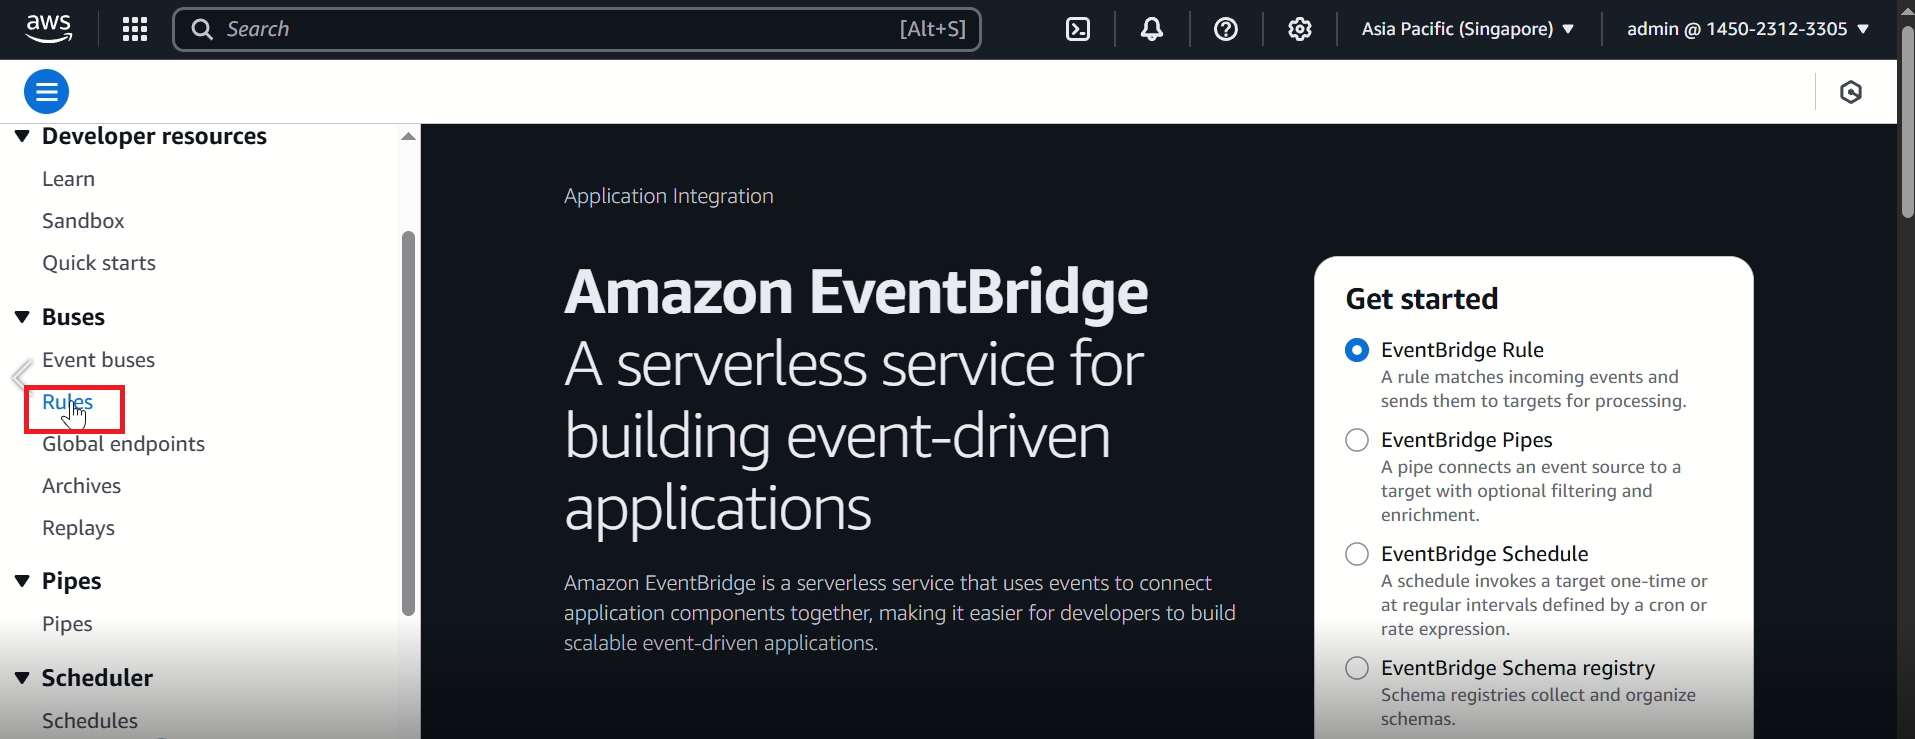 aws
Search
[Alt+S]
Asia Pacific (Singapore)
admin @ 1450-2312-3305
Developer resources
Learn
Sandbox
Quick starts
Buses
Event buses
Rules
Global endpoints
Archives
Replays
Pipes
Pipes
Scheduler
Schedules
Application Integration
Amazon EventBridge
A serverless service for
building event-driven
applications
Amazon EventBridge is a serverless service that uses events to connect
application components together, making it easier for developers to build
scalable event-driven applications.
Get started
EventBridge Rule
A rule matches incoming events and
sends them to targets for processing.
EventBridge Pipes
A pipe connects an event source to a
target with optional filtering and
enrichment.
EventBridge Schedule
A schedule invokes a target one-time or
at regular intervals defined by a cron or
rate expression.
EventBridge Schema registry
Schema registries collect and organize
schemas.